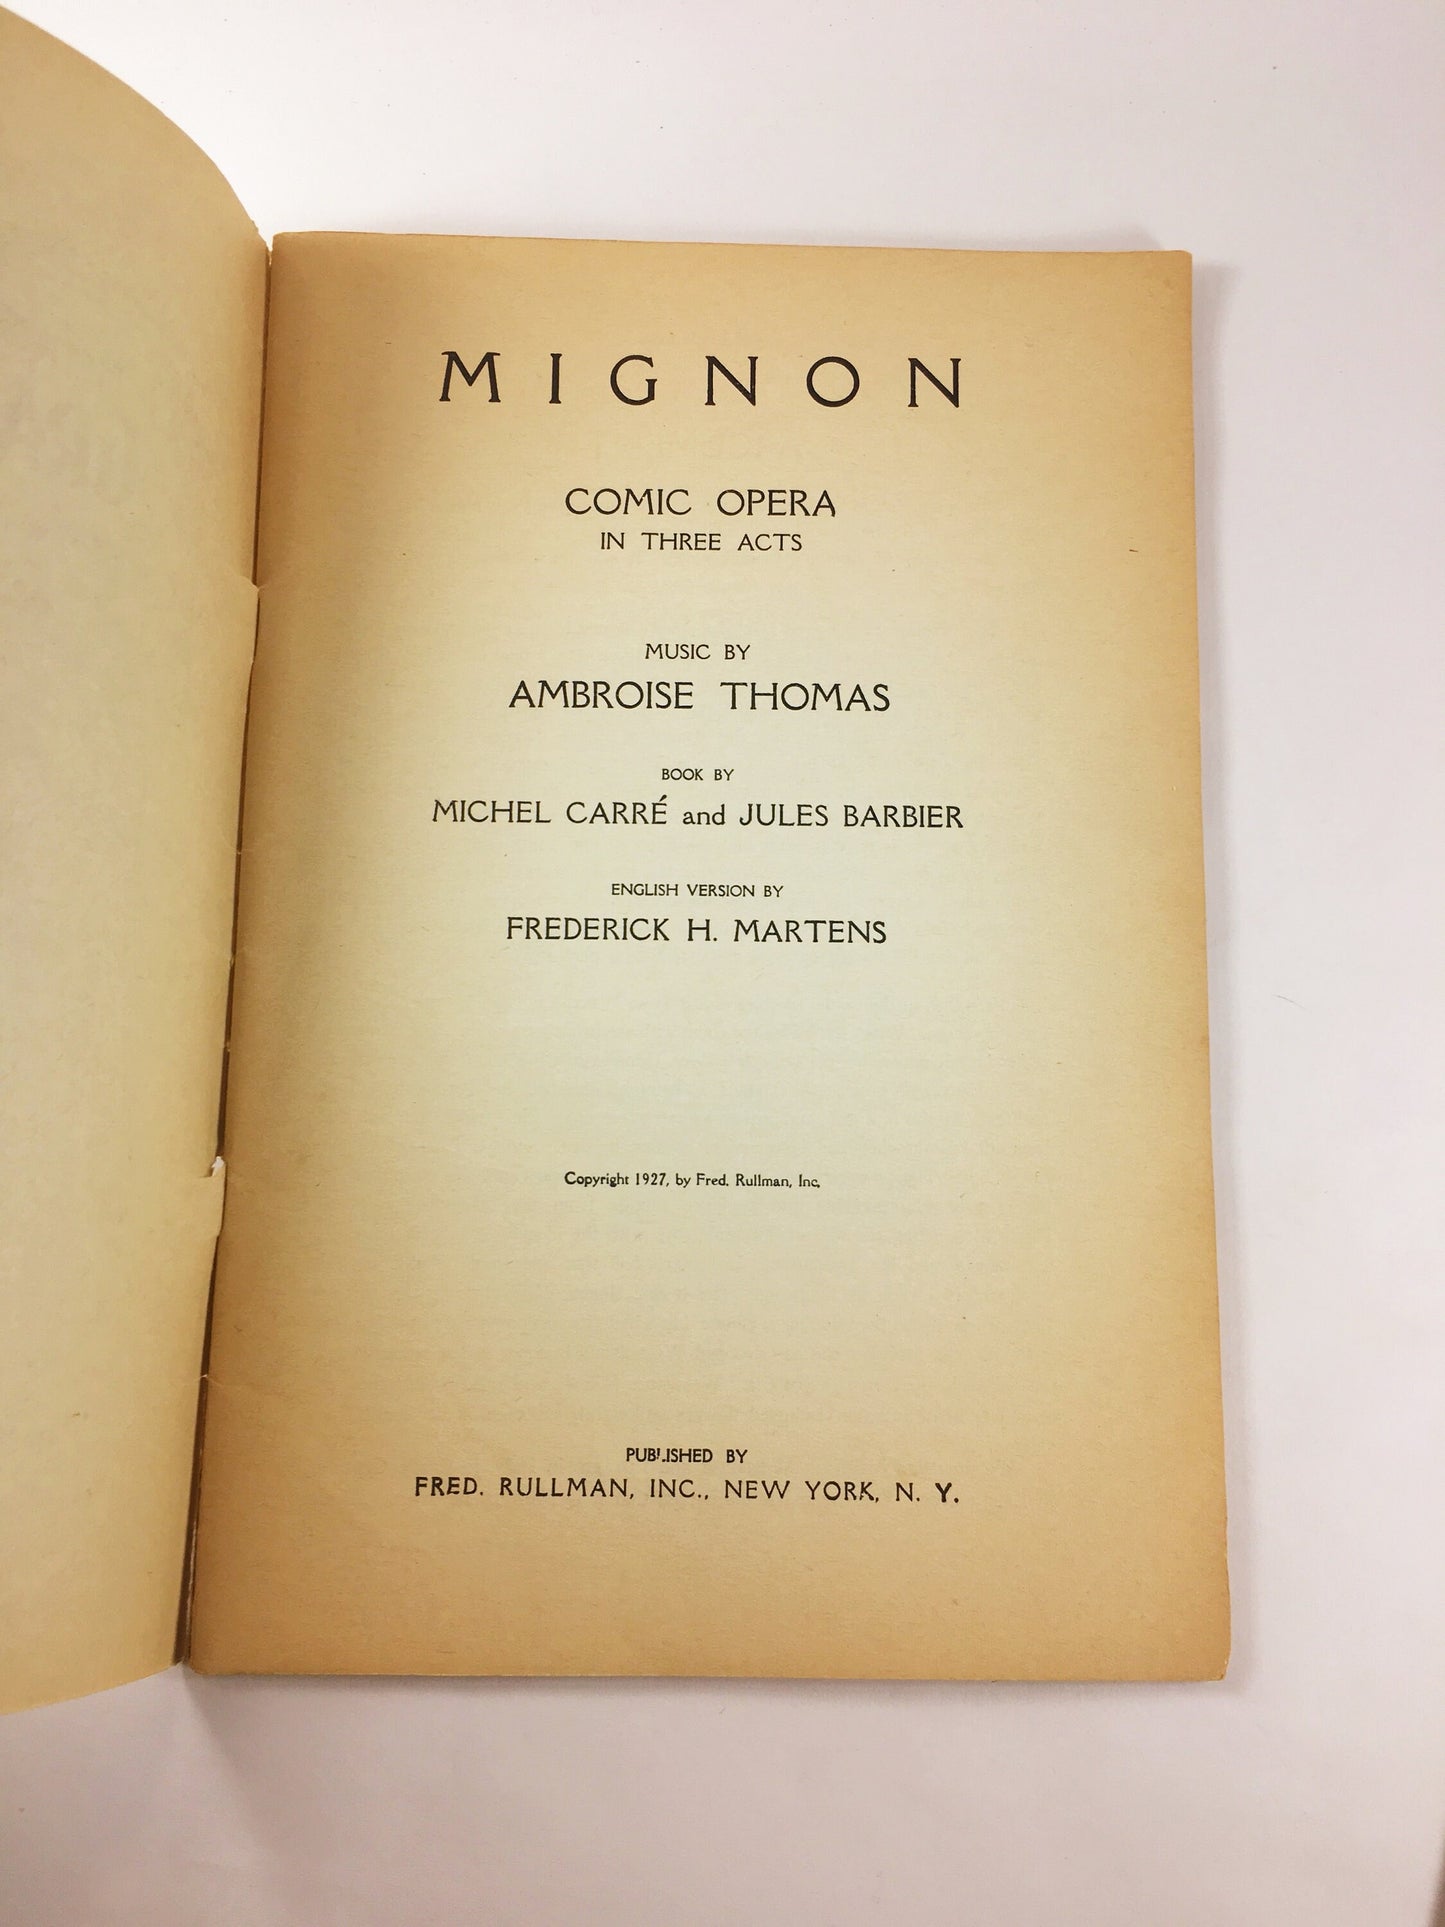 MIGNON
COMIC OPERA
IN THREE ACTS
MUSIC BY
AMBROISE THOMAS
BOOK BY
MICHEL CARRÉ and JULES BARBIER
ENGLISH VERSION BY
FREDERICK H. MARTENS
Copyright 1927, by Fred. Rullman, Inc.
PUBLISHED BY
FRED. RULLMAN, INC., NEW YORK, N. Y.